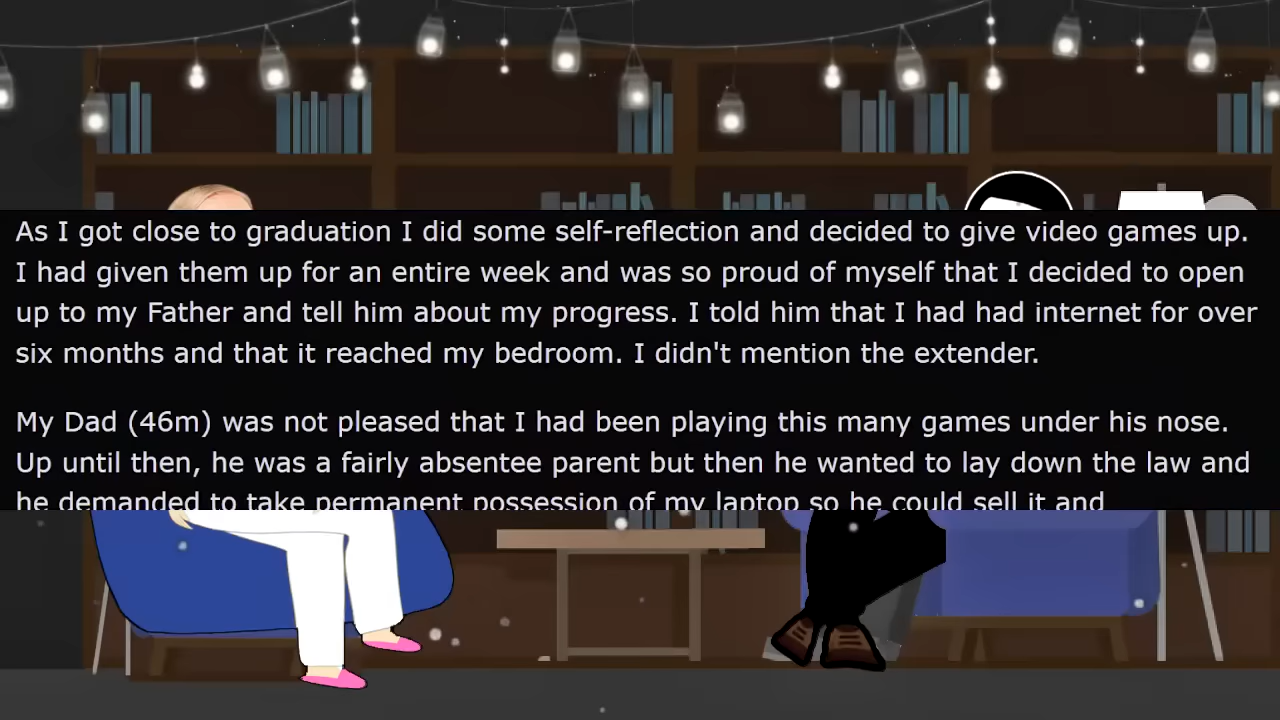 As I got close to graduation I did some self-reflection and decided to give video games up.
I had given them up for an entire week and was so proud of myself that I decided to open
up to my Father and tell him about my progress. I told him that I had had internet for over
six months and that it reached my bedroom. I didn't mention the extender.
My Dad (46m) was not pleased that I had been playing this many games under his nose.
Up until then, he was a fairly absentee parent but then he wanted to lay down the law and
he demanded to take permanent possession of my laptop so he could sell it and